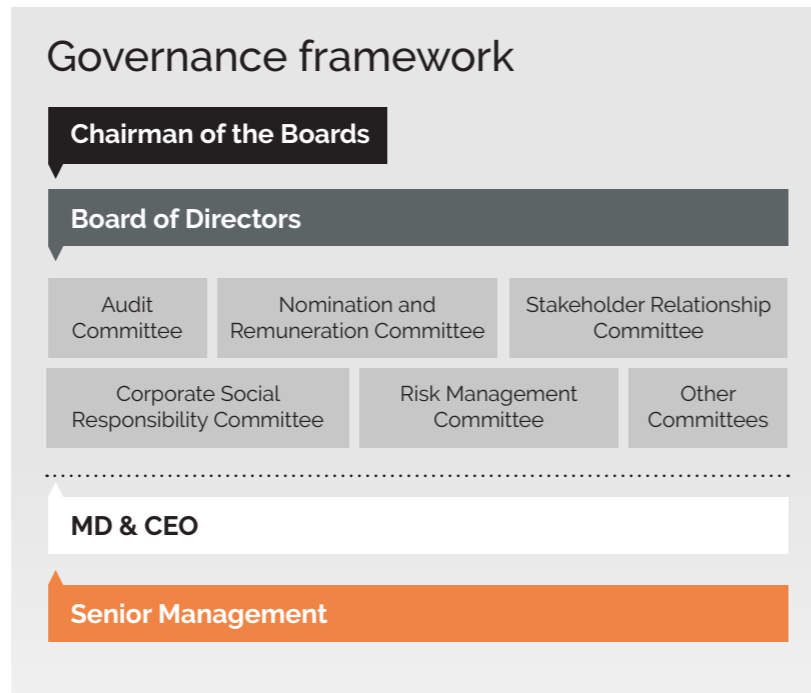 Governance framework
Chairman of the Boards
Board of Directors
Audit
Committee
Nomination and
Remuneration Committee
Stakeholder Relationship
Committee
Corporate Social
Responsibility Committee
Risk Management
Committee
Other
Committees
MD & CEO
Senior Management